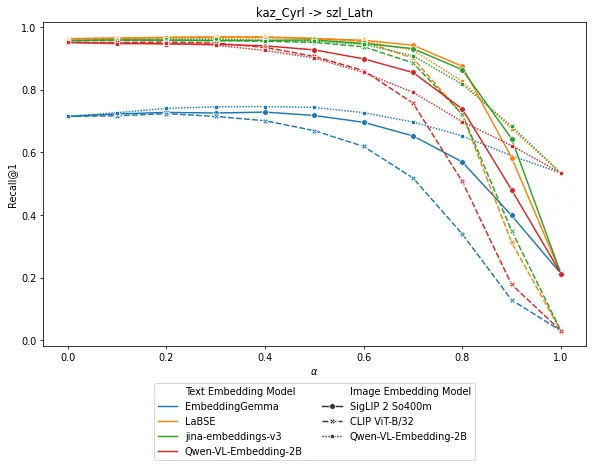 kaz_Cyrl -> szl_Latn
Recall@1
1.0
0.8
0.6
0.4
0.2
0.0
0.0 0.2 0.4 0.6 0.8 1.0
α
Text Embedding Model
EmbeddingGemma
LaBSE
jina-embeddings-v3
Qwen-VL-Embedding-2B
Image Embedding Model
SigLIP 2 So400m
CLIP ViT-B/32
Qwen-VL-Embedding-2B